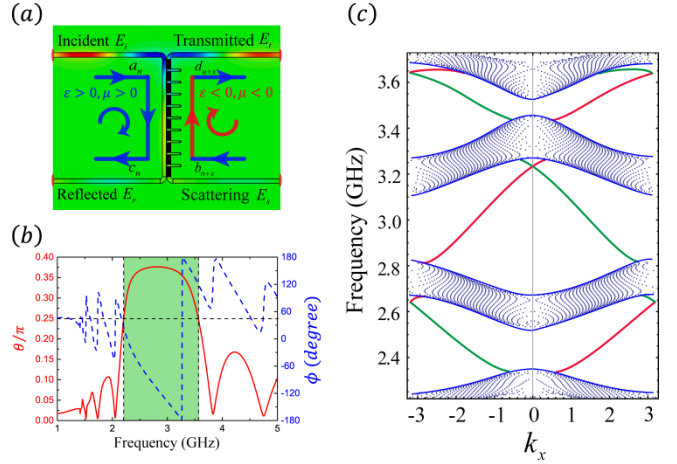 (a)
Incident E_i
Transmitted E_t
a_n
d_{n+x}
ε > 0, μ > 0
ε < 0, μ < 0
c_n
b_{n+x}
Reflected E_r
Scattering E_s
(b)
0.40
0.35
0.30
0.25
0.20
0.15
0.10
0.05
0.00
θ/π
180
120
60
0
-60
-120
-180
ϕ (degree)
1 2 3 4 5
Frequency (GHz)
(c)
3.6
3.4
3.2
3.0
2.8
2.6
2.4
Frequency (GHz)
-3 -2 -1 0 1 2 3
k_x